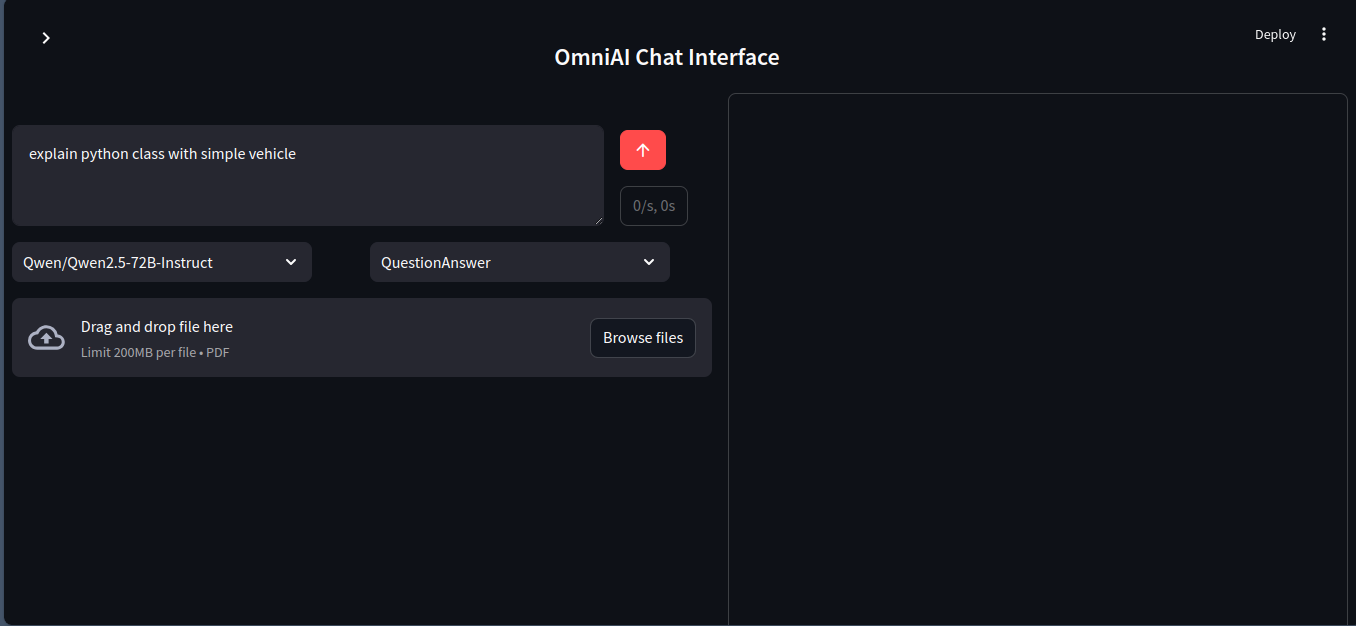 Deploy
OmniAI Chat Interface
explain python class with simple vehicle
0/s, 0s
Qwen/Qwen2.5-72B-Instruct
QuestionAnswer
Drag and drop file here
Limit 200MB per file • PDF
Browse files